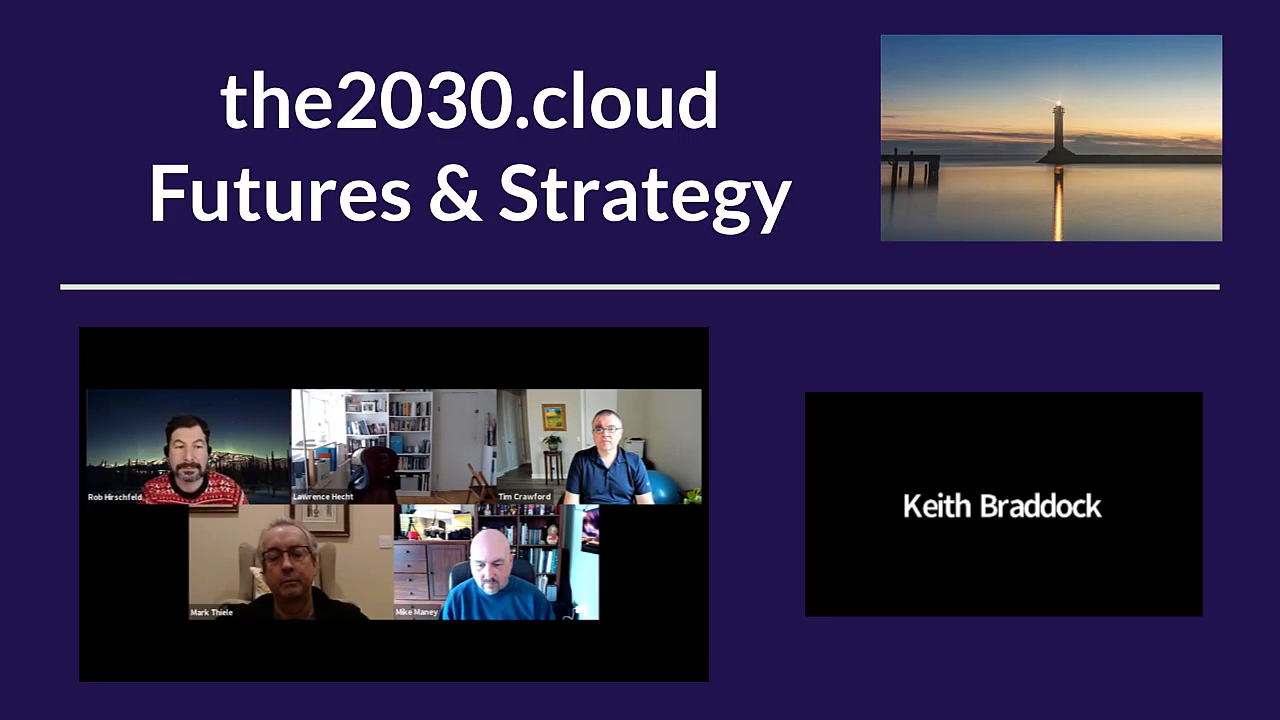 the2030.cloud
Futures & Strategy
Rob Hirschfeld
Lawrence Hecht
Tim Crawford
Mark Thiele
Mike Maney
Keith Braddock